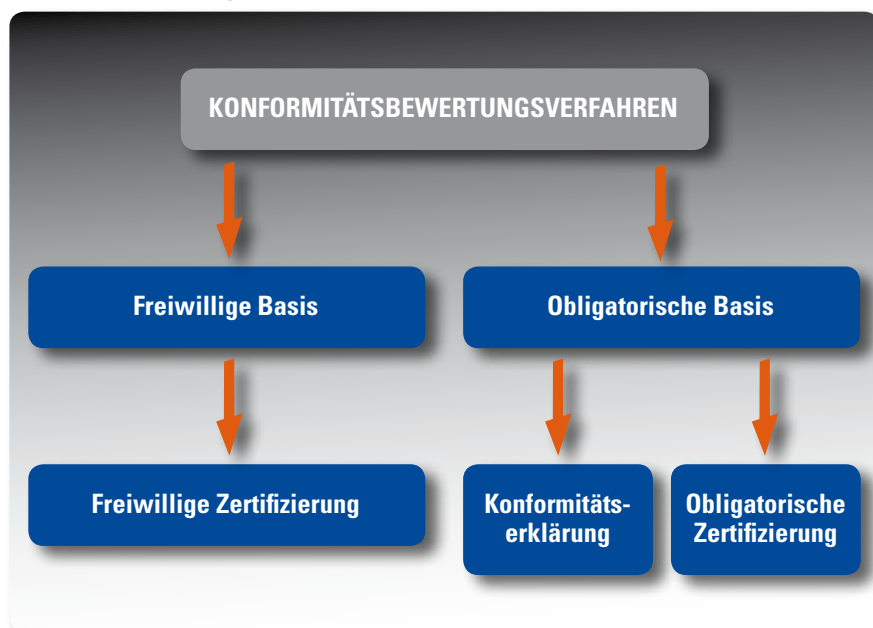 KONFORMITÄTSBEWERTUNGSVERFAHREN
Freiwillige Basis
Obligatorische Basis
Freiwillige Zertifizierung
Konformitäts-
erklärung
Obligatorische
Zertifizierung